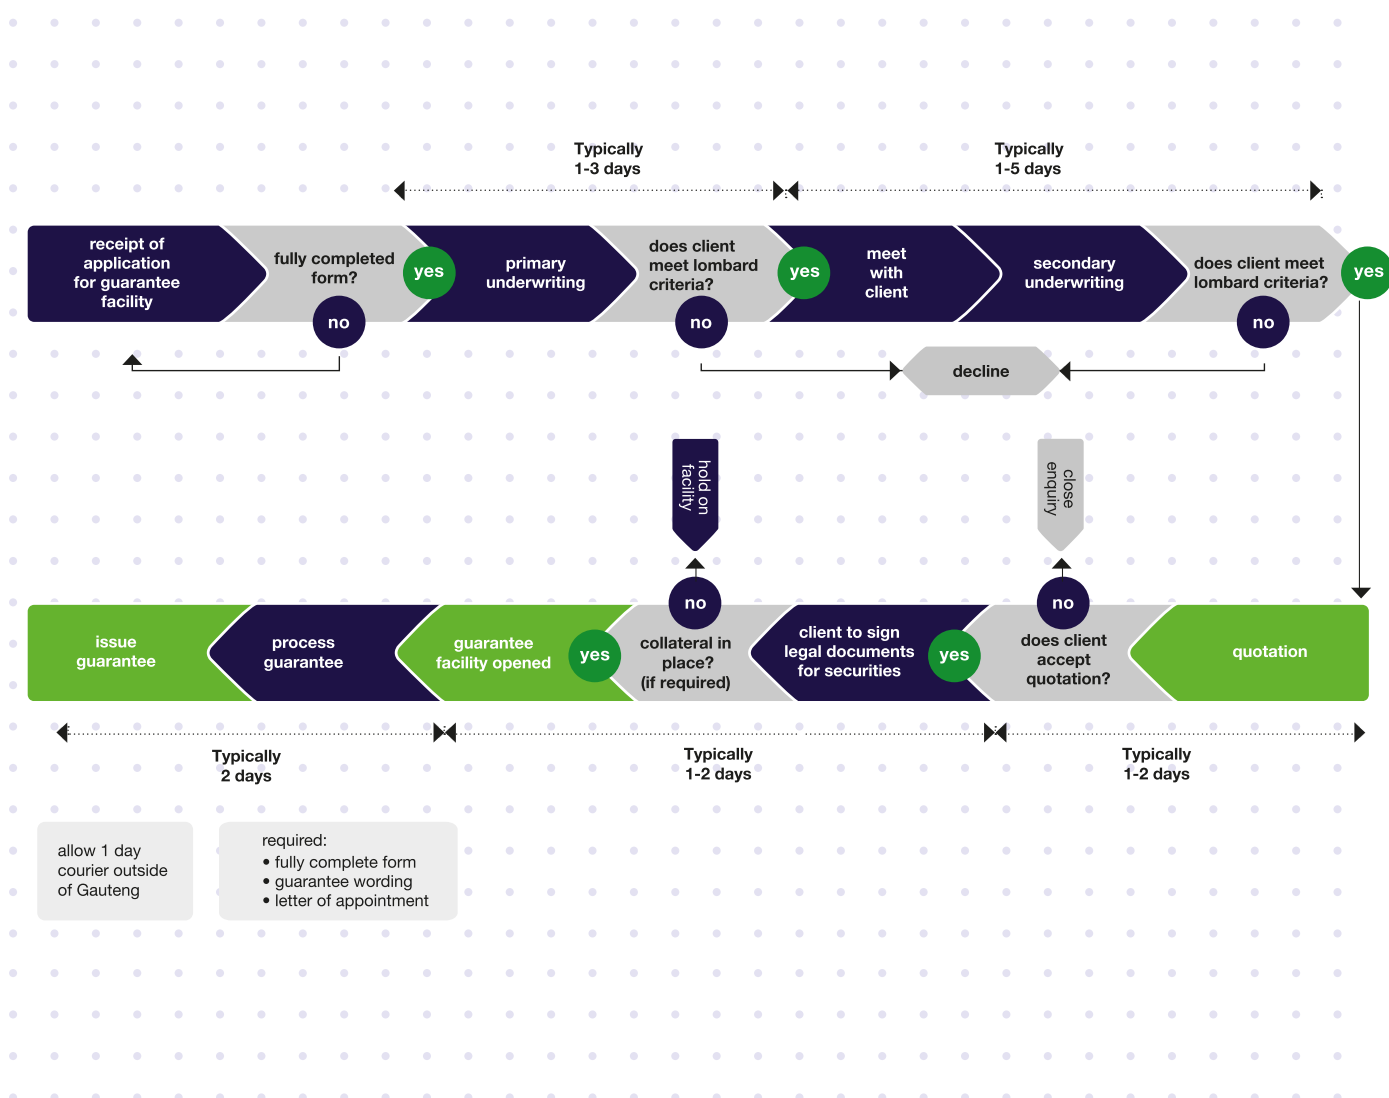 Typically
1-3 days
Typically
1-5 days
receipt of
application
for guarantee
facility
fully completed
form?
yes
no
primary
underwriting
does client
meet lombard
criteria?
yes
no
meet
with
client
secondary
underwriting
does client meet
lombard criteria?
yes
no
decline
hold on
facility
close
enquiry
issue
guarantee
process
guarantee
guarantee
facility opened
yes
no
collateral in
place?
(if required)
client to sign
legal documents
for securities
yes
no
does client
accept
quotation?
quotation
Typically
2 days
Typically
1-2 days
Typically
1-2 days
allow 1 day
courier outside
of Gauteng
required:
• fully complete form
• guarantee wording
• letter of appointment